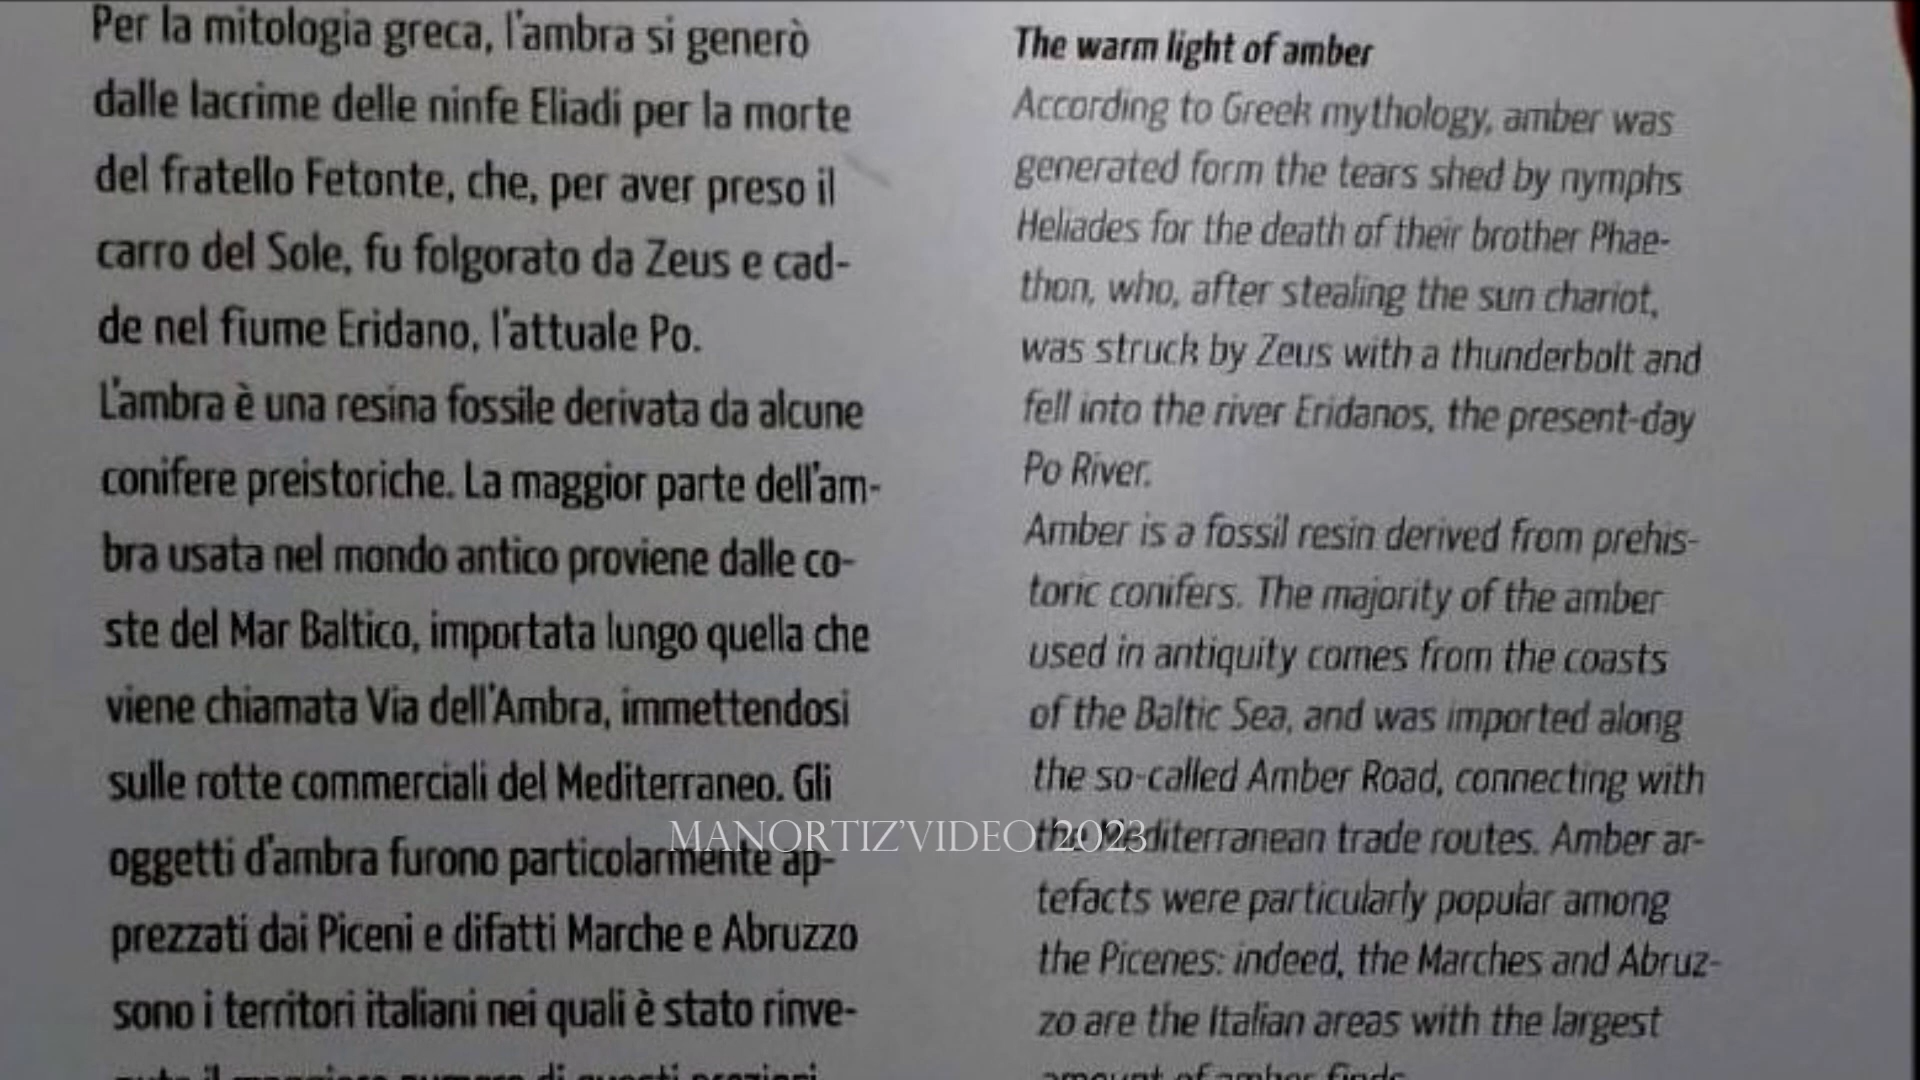 Per la mitologia greca, l'ambra si generò
dalle lacrime delle ninfe Eliadi per la morte
del fratello Fetonte, che, per aver preso il
carro del Sole, fu folgorato da Zeus e cad-
de nel fiume Eridano, l'attuale Po.
L'ambra è una resina fossile derivata da alcune
conifere preistoriche. La maggior parte dell'am-
bra usata nel mondo antico proviene dalle co-
ste del Mar Baltico, importata lungo quella che
viene chiamata Via dell'Ambra, immettendosi
sulle rotte commerciali del Mediterraneo. Gli
oggetti d'ambra furono particolarmente ap-
prezzati dai Piceni e difatti Marche e Abruzzo
sono i territori italiani nei quali è stato rinve-
nuto il maggiore numero di questi preziosi
The warm light of amber
According to Greek mythology, amber was
generated form the tears shed by nymphs
Heliades for the death of their brother Phae-
thon, who, after stealing the sun chariot,
was struck by Zeus with a thunderbolt and
fell into the river Eridanos, the present-day
Po River.
Amber is a fossil resin derived from prehis-
toric conifers. The majority of the amber
used in antiquity comes from the coasts
of the Baltic Sea, and was imported along
the so-called Amber Road, connecting with
the Mediterranean trade routes. Amber ar-
tefacts were particularly popular among
the Picenes: indeed, the Marches and Abruz-
zo are the Italian areas with the largest
amount of amber finds
MANORTIZ'VIDEO 2023